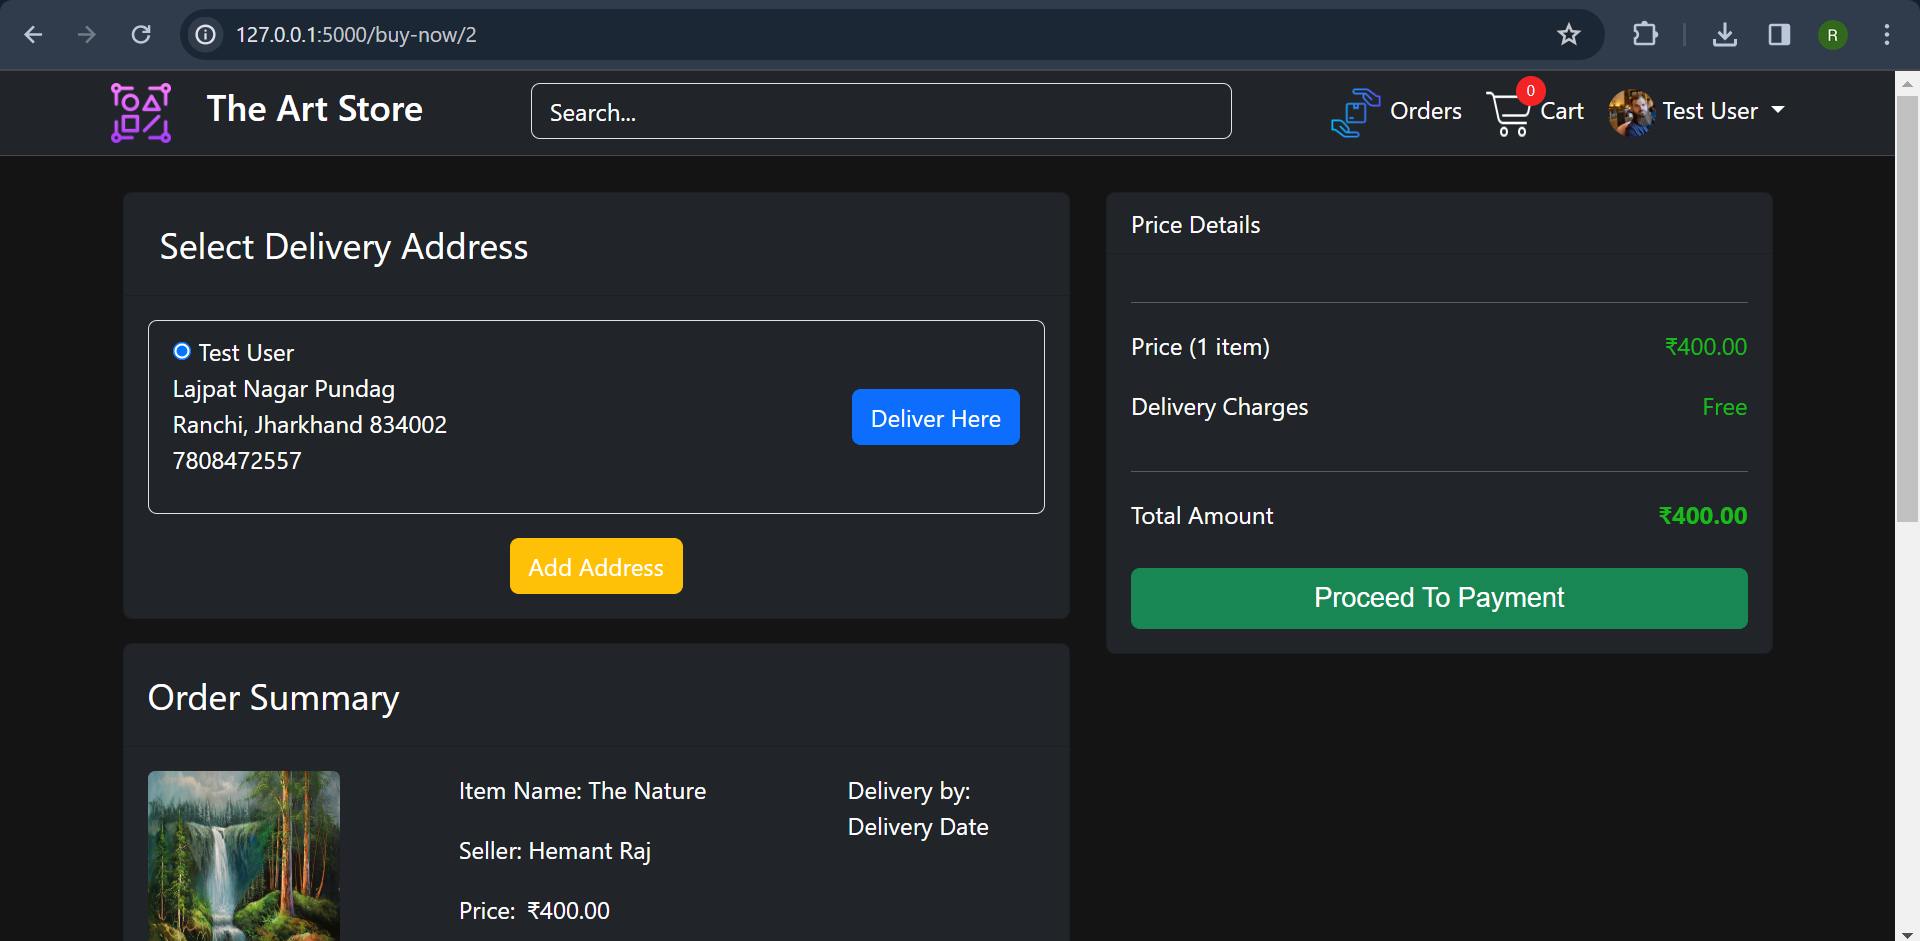 127.0.0.1:5000/buy-now/2
R
The Art Store
Search...
Orders
0
Cart
Test User
Select Delivery Address
Test User
Lajpat Nagar Pundag
Ranchi, Jharkhand 834002
7808472557
Deliver Here
Add Address
Price Details
Price (1 item) ₹400.00
Delivery Charges Free
Total Amount ₹400.00
Proceed To Payment
Order Summary
Item Name: The Nature
Seller: Hemant Raj
Price: ₹400.00
Delivery by:
Delivery Date